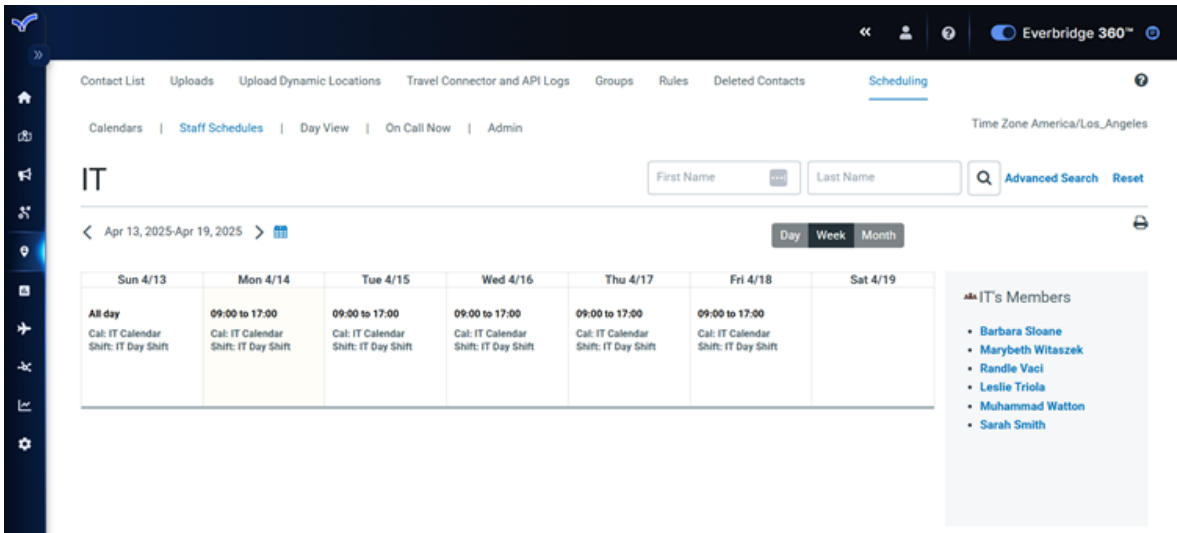 Everbridge 360™
Contact List Uploads Upload Dynamic Locations Travel Connector and API Logs Groups Rules Deleted Contacts Scheduling
Calendars | Staff Schedules | Day View | On Call Now | Admin
Time Zone America/Los_Angeles
IT
First Name Last Name Advanced Search Reset
Apr 13, 2025-Apr 19, 2025
Day Week Month
Sun 4/13 Mon 4/14 Tue 4/15 Wed 4/16 Thu 4/17 Fri 4/18 Sat 4/19
All day 09:00 to 17:00 09:00 to 17:00 09:00 to 17:00 09:00 to 17:00 09:00 to 17:00
Cal: IT Calendar Cal: IT Calendar Cal: IT Calendar Cal: IT Calendar Cal: IT Calendar Cal: IT Calendar
Shift: IT Day Shift Shift: IT Day Shift Shift: IT Day Shift Shift: IT Day Shift Shift: IT Day Shift Shift: IT Day Shift
IT's Members
Barbara Sloane
Marybeth Witaszek
Randle Vaci
Leslie Triola
Muhammad Watton
Sarah Smith